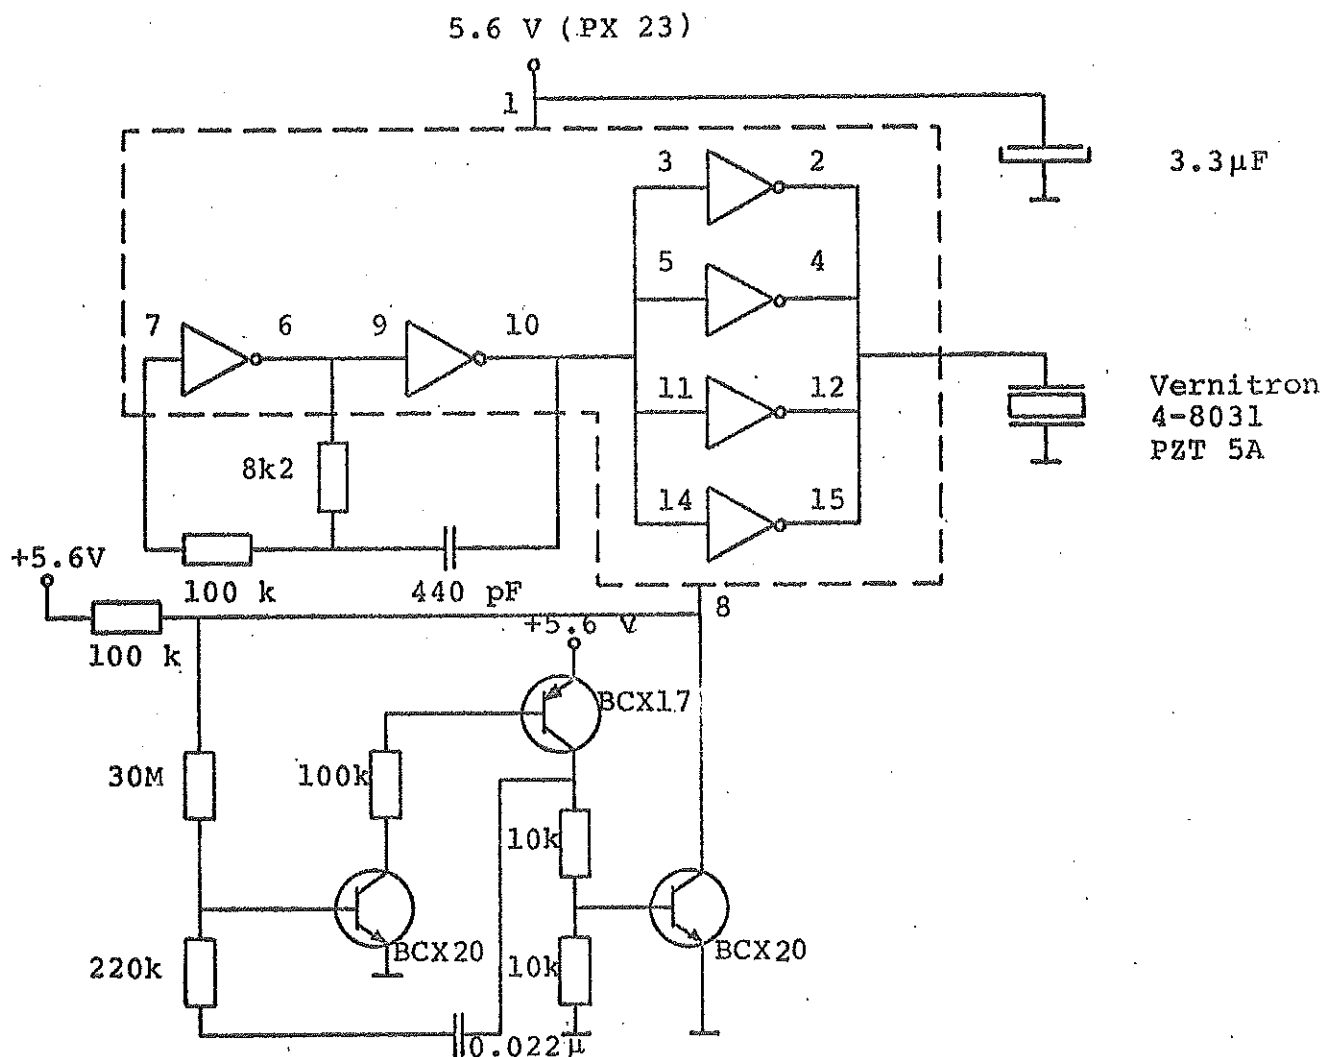 5.6 V (PX 23)
1
3.3µF
3
2
5
4
7
6
9
10
11
12
Vernitron
4-8031
PZT 5A
8k2
14
15
+5.6V
100 k
440 pF
8
+5.6 V
100 k
BCX17
30M
100k
10k
BCX20
BCX20
220k
10k
0.022µ